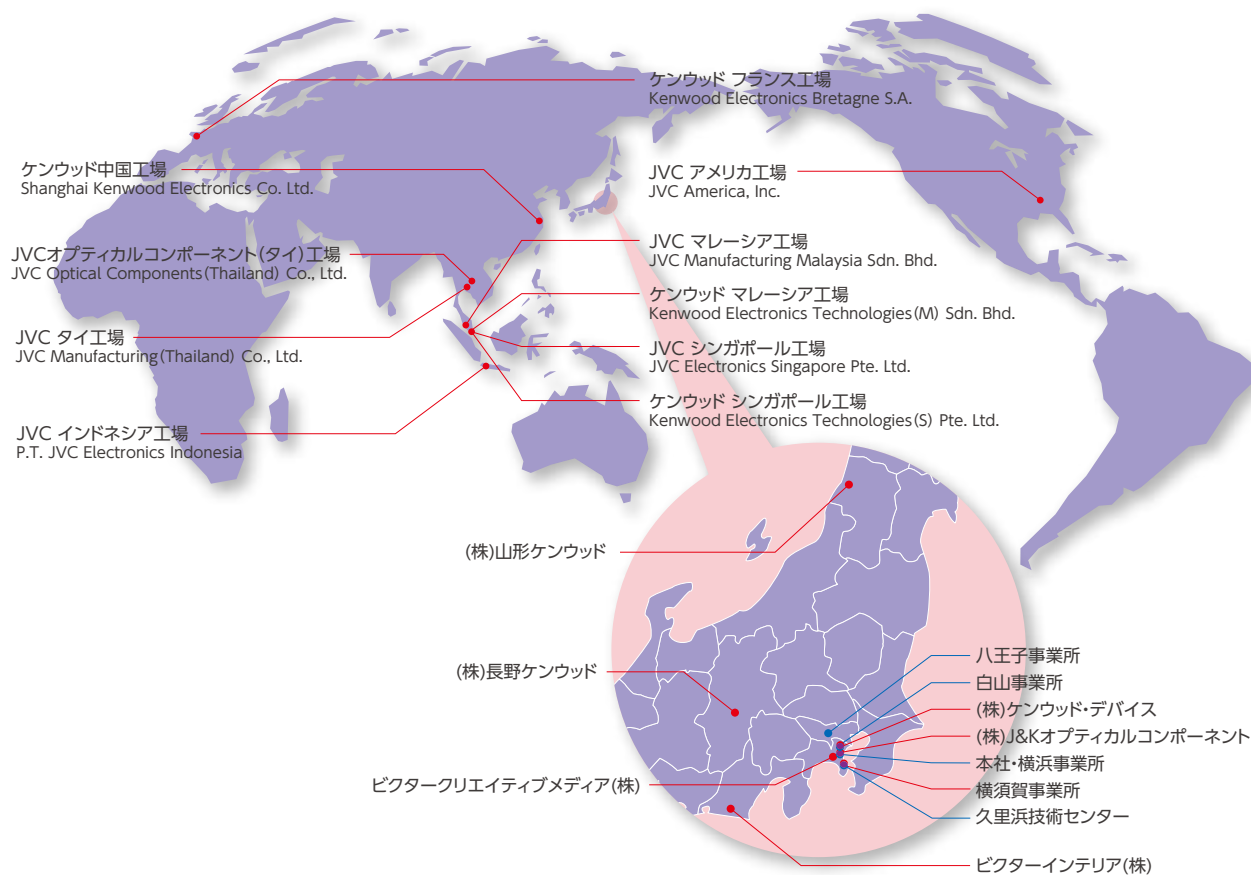 ケンウッド フランス工場
Kenwood Electronics Bretagne S.A.
ケンウッド中国工場
Shanghai Kenwood Electronics Co. Ltd.
JVC アメリカ工場
JVC America, Inc.
JVCオプティカルコンポーネント(タイ)工場
JVC Optical Components(Thailand) Co., Ltd.
JVC マレーシア工場
JVC Manufacturing Malaysia Sdn. Bhd.
ケンウッド マレーシア工場
Kenwood Electronics Technologies(M) Sdn. Bhd.
JVC タイ工場
JVC Manufacturing(Thailand) Co., Ltd.
JVC シンガポール工場
JVC Electronics Singapore Pte. Ltd.
ケンウッド シンガポール工場
Kenwood Electronics Technologies(S) Pte. Ltd.
JVC インドネシア工場
P.T. JVC Electronics Indonesia
(株)山形ケンウッド
(株)長野ケンウッド
ビクタークリエイティブメディア(株)
八王子事業所
白山事業所
(株)ケンウッド・デバイス
(株)J&Kオプティカルコンポーネント
本社・横浜事業所
横須賀事業所
久里浜技術センター
ビクターインテリア(株)